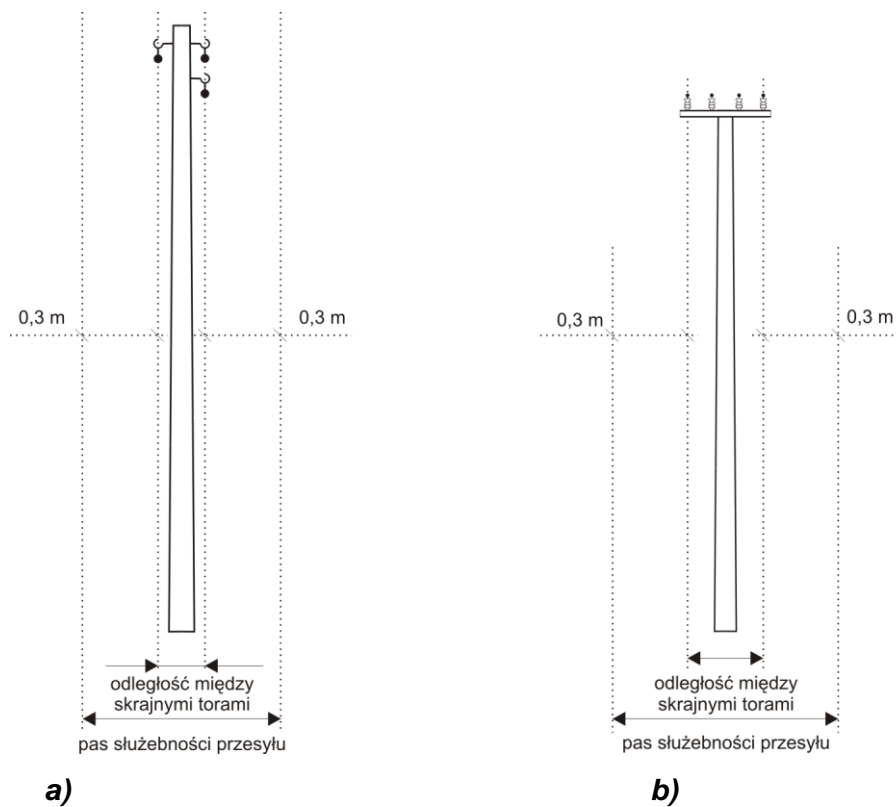 0,3 m
0,3 m
odległość między
skrajnymi torami
pas służebności przesyłu
a)
0,3 m
0,3 m
odległość między
skrajnymi torami
pas służebności przesyłu
b)